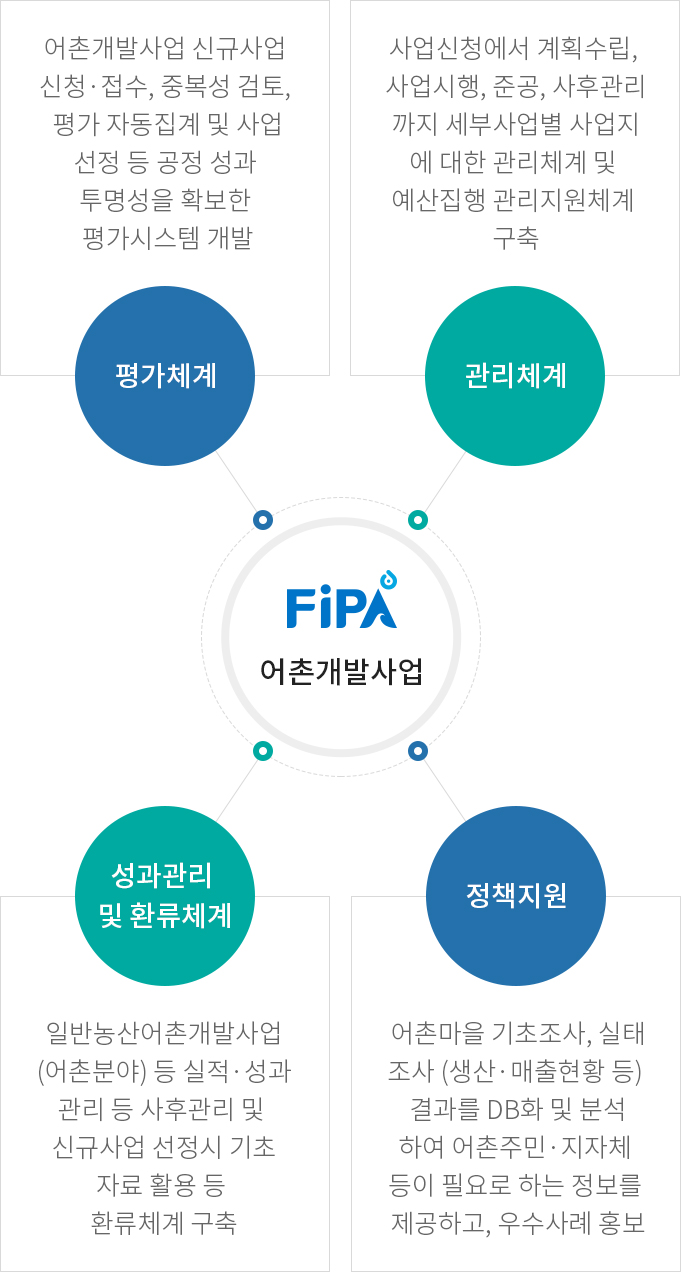 어촌개발사업 신규사업
신청·접수, 중복성 검토,
평가 자동집계 및 사업
선정 등 공정 성과
투명성을 확보한
평가시스템 개발
평가체계
사업신청에서 계획수립,
사업시행, 준공, 사후관리
까지 세부사업별 사업지
에 대한 관리체계 및
예산집행 관리지원체계
구축
관리체계
FiPA
어촌개발사업
성과관리
및 환류체계
일반농산어촌개발사업
(어촌분야) 등 실적·성과
관리 등 사후관리 및
신규사업 선정시 기초
자료 활용 등
환류체계 구축
정책지원
어촌마을 기초조사, 실태
조사 (생산·매출현황 등)
결과를 DB화 및 분석
하여 어촌주민·지자체
등이 필요로 하는 정보를
제공하고, 우수사례 홍보